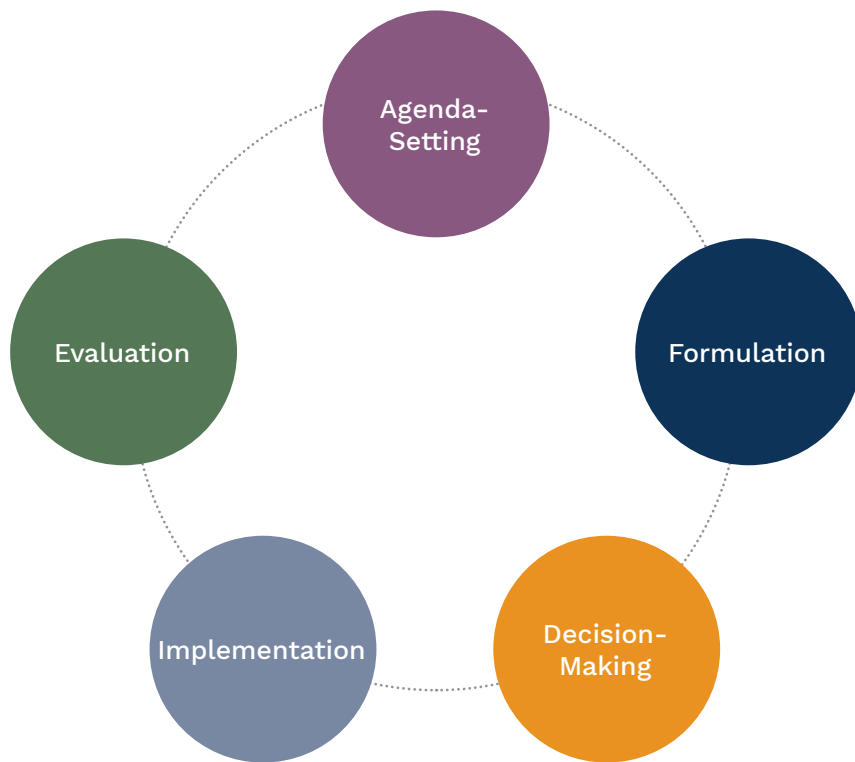 Agenda-
Setting
Formulation
Decision-
Making
Implementation
Evaluation